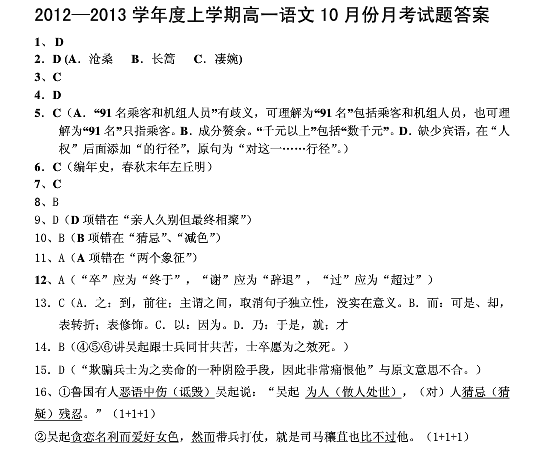 2012—2013学年度上学期高一语文10月份月考试题答案
1、 D
2．D (A．沧桑 B．长篙 C．凄婉)
3、C
4．D
5．C（A．“91名乘客和机组人员”有歧义，可理解为“91名”包括乘客和机组人员，也可理
解为“91名”只指乘客。B．成分赘余。“千元以上”包括“数千元”。D．缺少宾语，在“人
权”后面添加“的行径”，原句为“对这一……行径”。）
6．C（编年史，春秋末年左丘明）
7、C
8、B
9、D（D项错在“亲人久别但最终相聚”）
10、B（B项错在“猜忌”、“减色”）
11、A（A项错在“两个象征”）
12、A（“卒”应为“终于”，“谢”应为“辞退”，“过”应为“超过”）
13．C（A．之：到，前往；主谓之间，取消句子独立性，没实在意义。B．而：可是、却，
表转折；表修饰。C．以：因为。D．乃：于是，就；才
14．B（④⑤⑥讲吴起跟士兵同甘共苦，士卒愿为之效死。）
15．D（“欺骗兵士为之卖命的一种阴险手段，因此非常痛恨他”与原文意思不合。）
16、①鲁国有人恶语中伤（诋毁）吴起说：“吴起 为人（做人处世），（对）人猜忌（猜
疑）残忍。”（1+1+1）
②吴起贪恋名利而爱好女色，然而带兵打仗，就是司马穰苴也比不过他。（1+1+1）